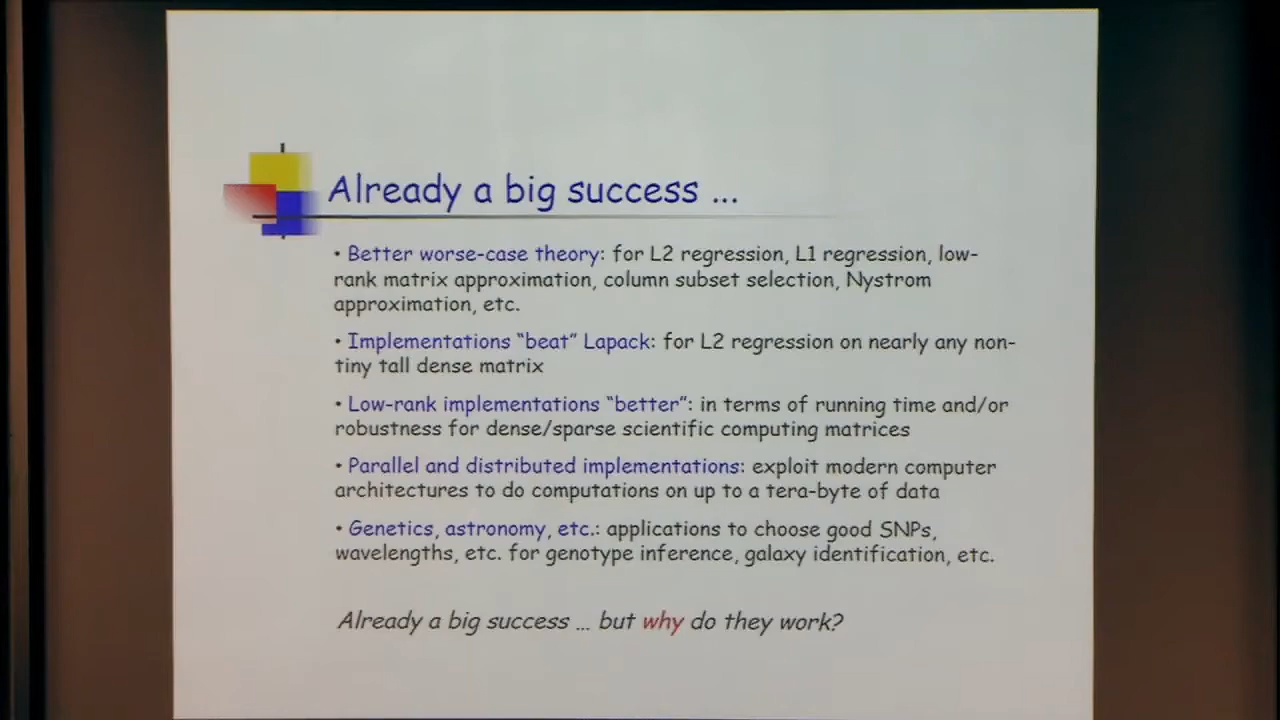 Already a big success ...
• Better worse-case theory: for L2 regression, L1 regression, low-
rank matrix approximation, column subset selection, Nystrom
approximation, etc.
• Implementations “beat” Lapack: for L2 regression on nearly any non-
tiny tall dense matrix
• Low-rank implementations “better”: in terms of running time and/or
robustness for dense/sparse scientific computing matrices
• Parallel and distributed implementations: exploit modern computer
architectures to do computations on up to a tera-byte of data
• Genetics, astronomy, etc.: applications to choose good SNPs,
wavelengths, etc. for genotype inference, galaxy identification, etc.
Already a big success ... but why do they work?